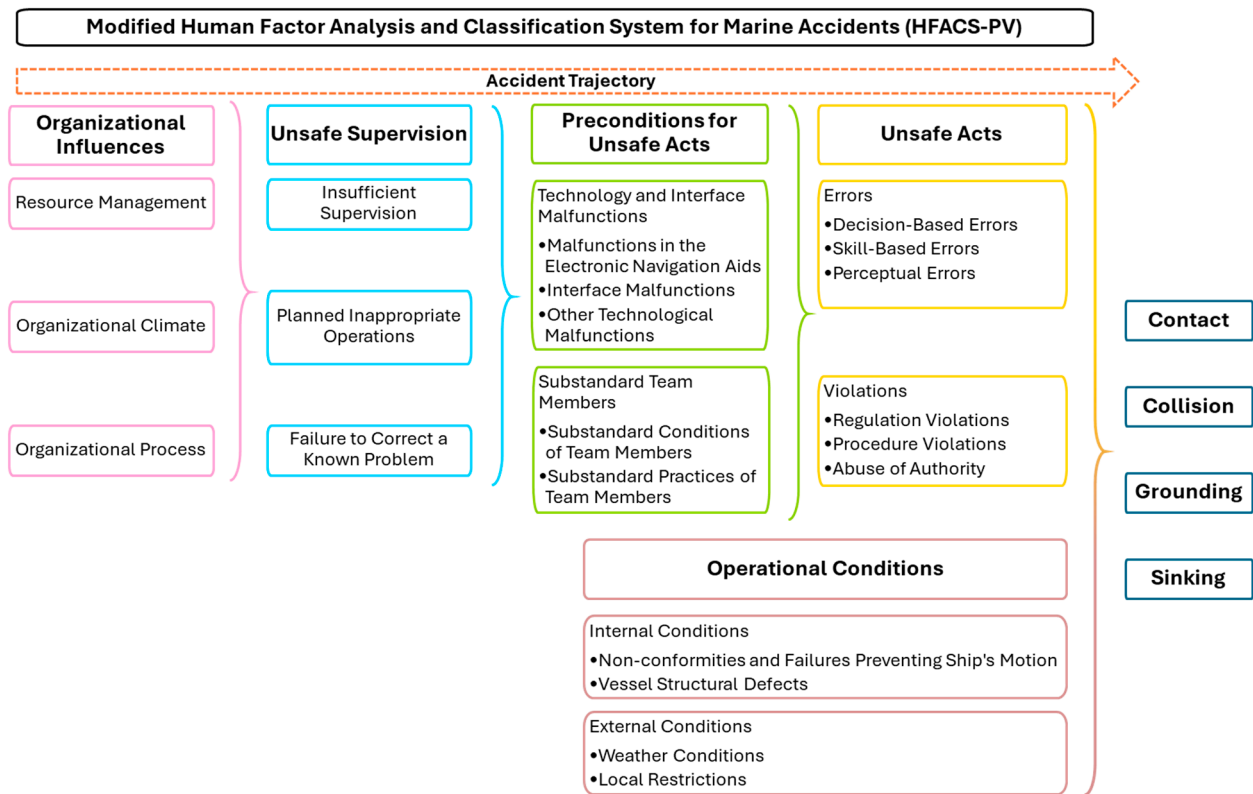 Modified Human Factor Analysis and Classification System for Marine Accidents (HFACS-PV)
Accident Trajectory
Organizational
Influences
Resource Management
Organizational Climate
Organizational Process
Unsafe Supervision
Insufficient
Supervision
Planned Inappropriate
Operations
Failure to Correct a
Known Problem
Preconditions for
Unsafe Acts
Technology and Interface
Malfunctions
•Malfunctions in the
Electronic Navigation Aids
•Interface Malfunctions
•Other Technological
Malfunctions
Substandard Team
Members
•Substandard Conditions
of Team Members
•Substandard Practices of
Team Members
Unsafe Acts
Errors
•Decision-Based Errors
•Skill-Based Errors
•Perceptual Errors
Violations
•Regulation Violations
•Procedure Violations
•Abuse of Authority
Operational Conditions
Internal Conditions
•Non-conformities and Failures Preventing Ship's Motion
•Vessel Structural Defects
External Conditions
•Weather Conditions
•Local Restrictions
Contact
Collision
Grounding
Sinking